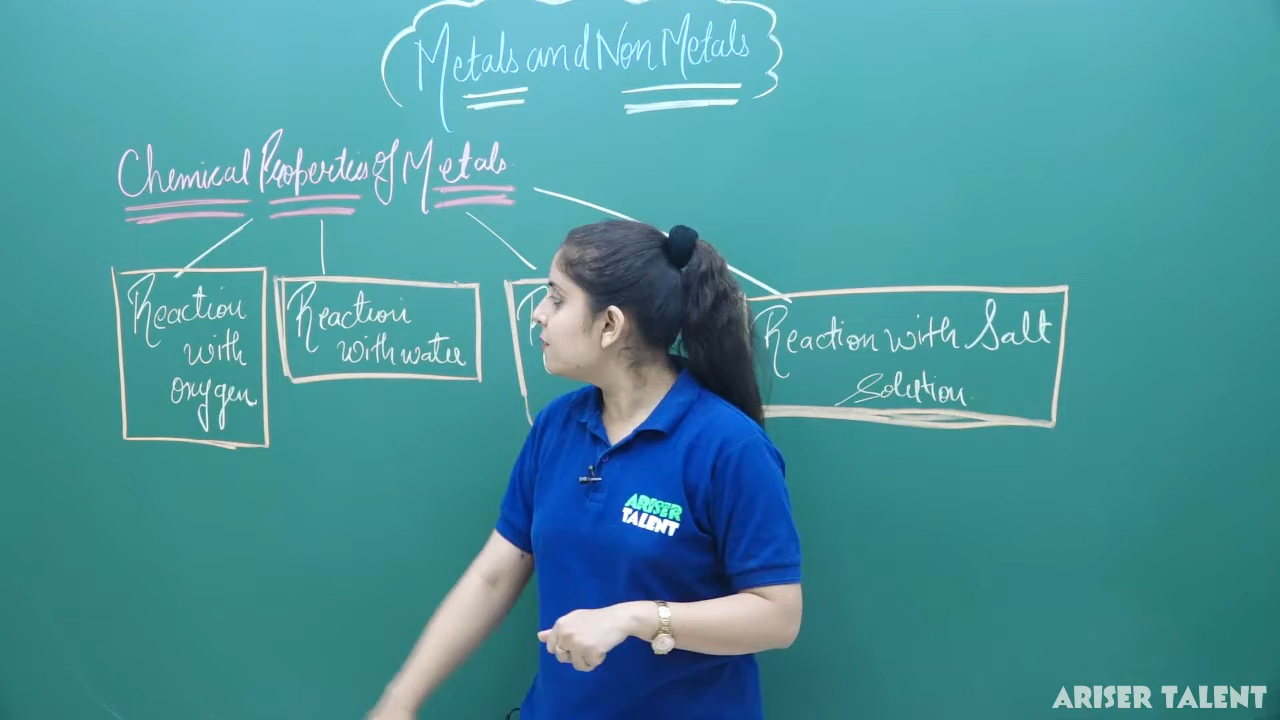 Metals and Non Metals
Chemical Properties of Metals
Reaction
with
oxygen
Reaction
with water
Reaction with Salt
Solution
ARISER
TALENT
ARISER TALENT